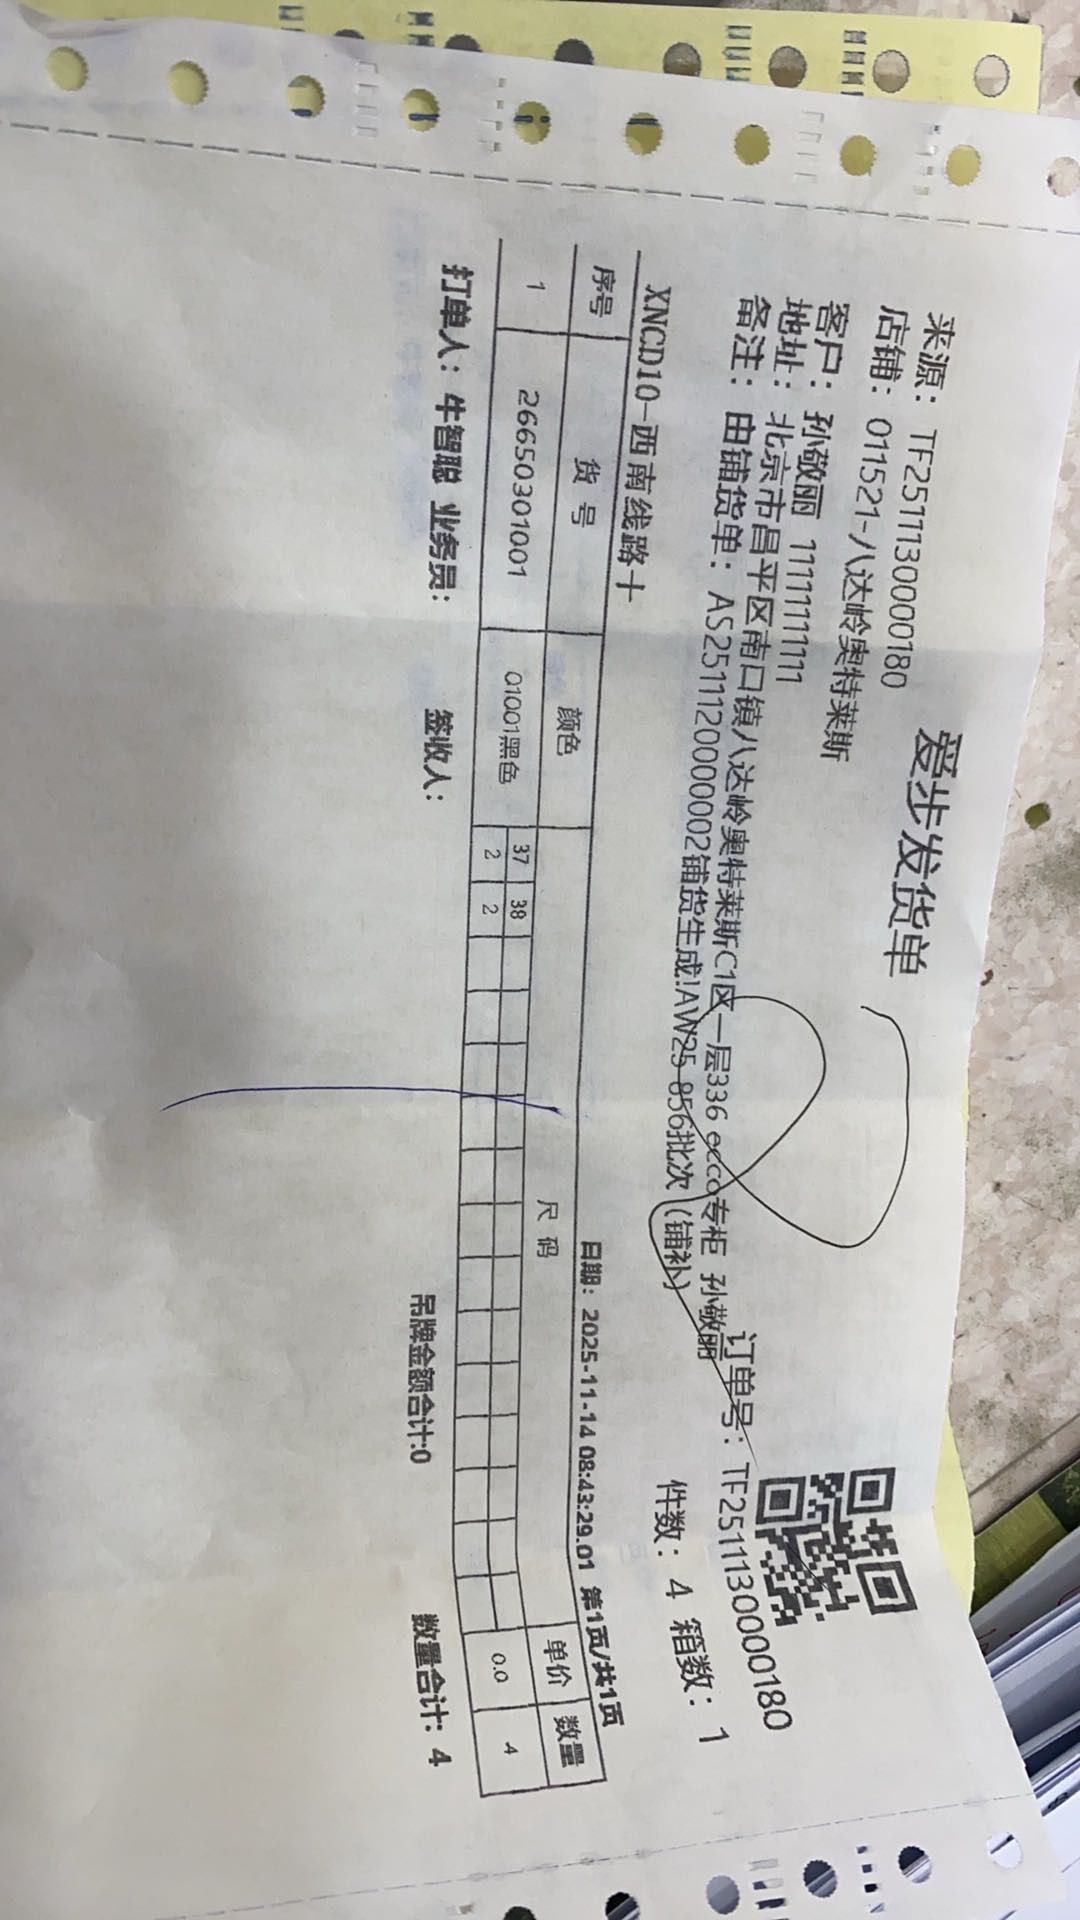 爱步发货单
来源：TF2511130000180
店铺：011521-八达岭奥特莱斯
订单号：TF2511130000180
客户：孙敬丽 11111111111
地址：北京市昌平区南口镇八达岭奥特莱斯C1区一层336 ecco专柜 孙敬丽
件数：4 箱数：1
备注：由铺货单：AS2511120000002铺货生成!AW25 856批次（铺补）
XNCD10-西南线路十
日期：2025-11-14 08:43:29.01 第1页/共1页
序号 货号 颜色 尺码 单价 数量
37 38
1 26650301001 01001黑色 2 2 0.0 4
打单人：牛智聪 业务员： 签收人： 吊牌金额合计:0 数量合计：4